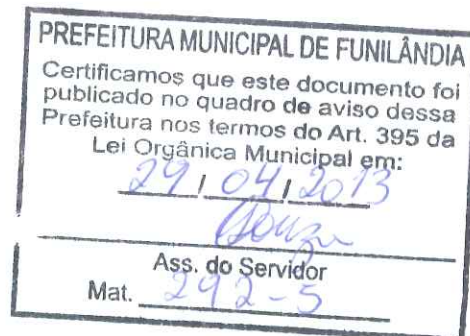 PREFEITURA MUNICIPAL DE FUNILÂNDIA
Certificamos que este documento foi
publicado no quadro de aviso dessa
Prefeitura nos termos do Art. 395 da
Lei Orgânica Municipal em:
29 / 04 / 2013
Souza
Ass. do Servidor
Mat. 292-5